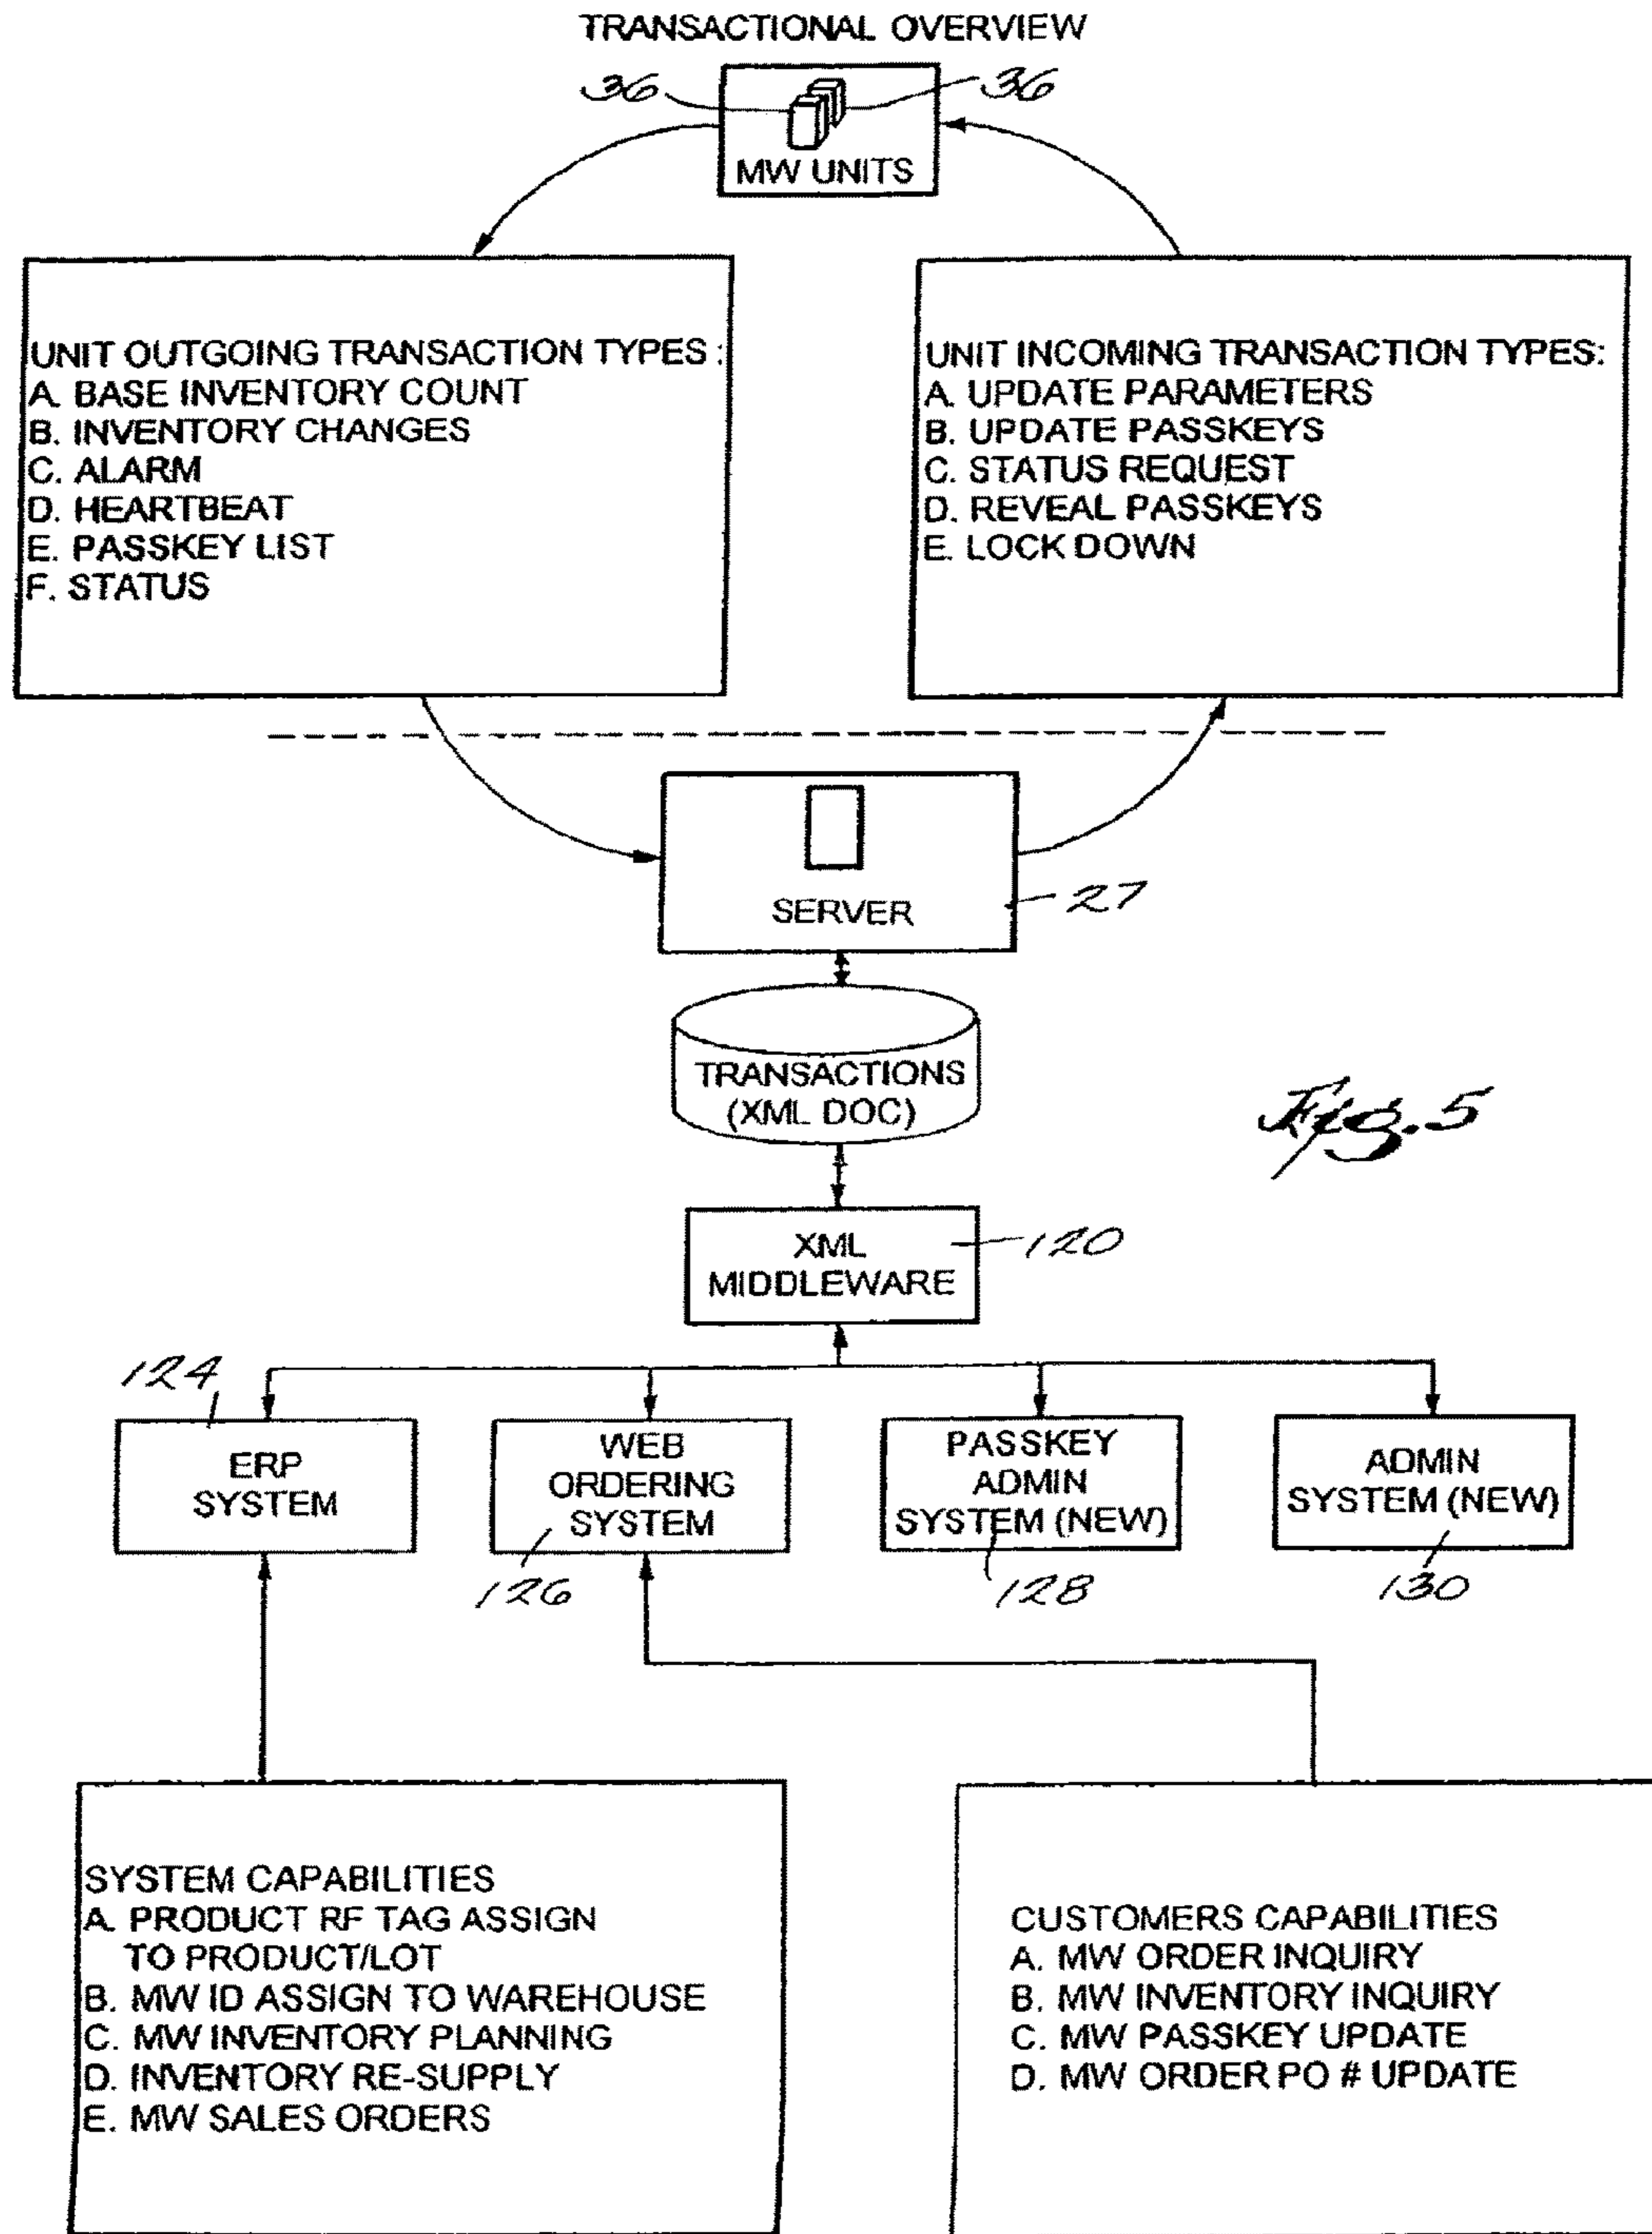 TRANSACTIONAL OVERVIEW
36
36
MW UNITS
UNIT OUTGOING TRANSACTION TYPES :
A. BASE INVENTORY COUNT
B. INVENTORY CHANGES
C. ALARM
D. HEARTBEAT
E. PASSKEY LIST
F. STATUS
UNIT INCOMING TRANSACTION TYPES:
A. UPDATE PARAMETERS
B. UPDATE PASSKEYS
C. STATUS REQUEST
D. REVEAL PASSKEYS
E. LOCK DOWN
SERVER
27
TRANSACTIONS
(XML DOC)
Fig. 5
XML
MIDDLEWARE
120
124
ERP
SYSTEM
WEB
ORDERING
SYSTEM
126
PASSKEY
ADMIN
SYSTEM (NEW)
128
ADMIN
SYSTEM (NEW)
130
SYSTEM CAPABILITIES
A. PRODUCT RF TAG ASSIGN
TO PRODUCT/LOT
B. MW ID ASSIGN TO WAREHOUSE
C. MW INVENTORY PLANNING
D. INVENTORY RE-SUPPLY
E. MW SALES ORDERS
CUSTOMERS CAPABILITIES
A. MW ORDER INQUIRY
B. MW INVENTORY INQUIRY
C. MW PASSKEY UPDATE
D. MW ORDER PO # UPDATE